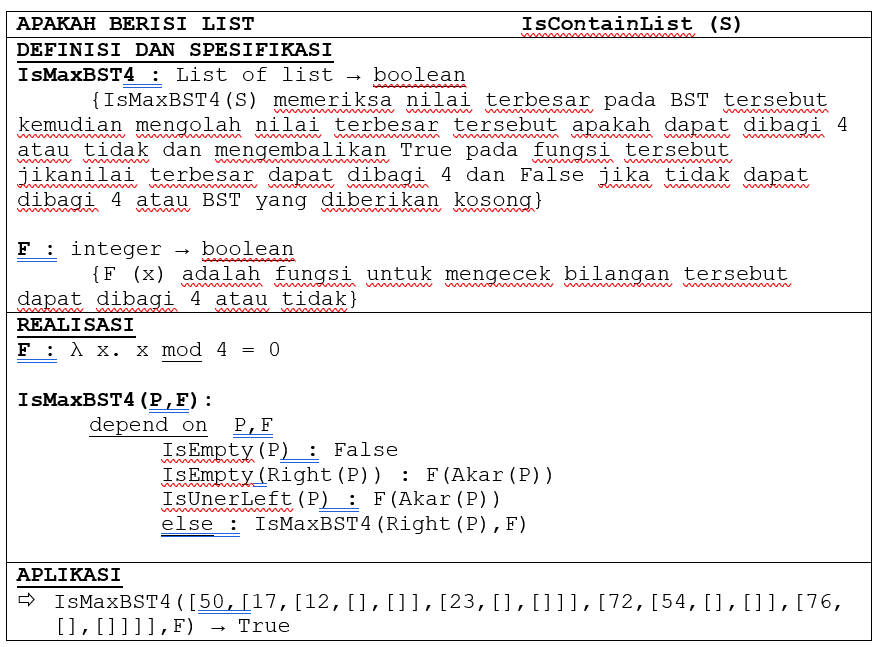 APAKAH BERISI LIST IsContainList (S)
DEFINISI DAN SPESIFIKASI
IsMaxBST4 : List of list → boolean
{IsMaxBST4(S) memeriksa nilai terbesar pada BST tersebut
kemudian mengolah nilai terbesar tersebut apakah dapat dibagi 4
atau tidak dan mengembalikan True pada fungsi tersebut
jikanilai terbesar dapat dibagi 4 dan False jika tidak dapat
dibagi 4 atau BST yang diberikan kosong}
F : integer → boolean
{F (x) adalah fungsi untuk mengecek bilangan tersebut
dapat dibagi 4 atau tidak}
REALISASI
F : λ x. x mod 4 = 0
IsMaxBST4(P,F):
depend on P,F
IsEmpty(P) : False
IsEmpty(Right(P)) : F(Akar(P))
IsUnerLeft(P) : F(Akar(P))
else : IsMaxBST4(Right(P),F)
APLIKASI
⇨ IsMaxBST4([50,[17,[12,[],[]],[23,[],[]]],[72,[54,[],[]],[76,
[],[]]]],F) → True